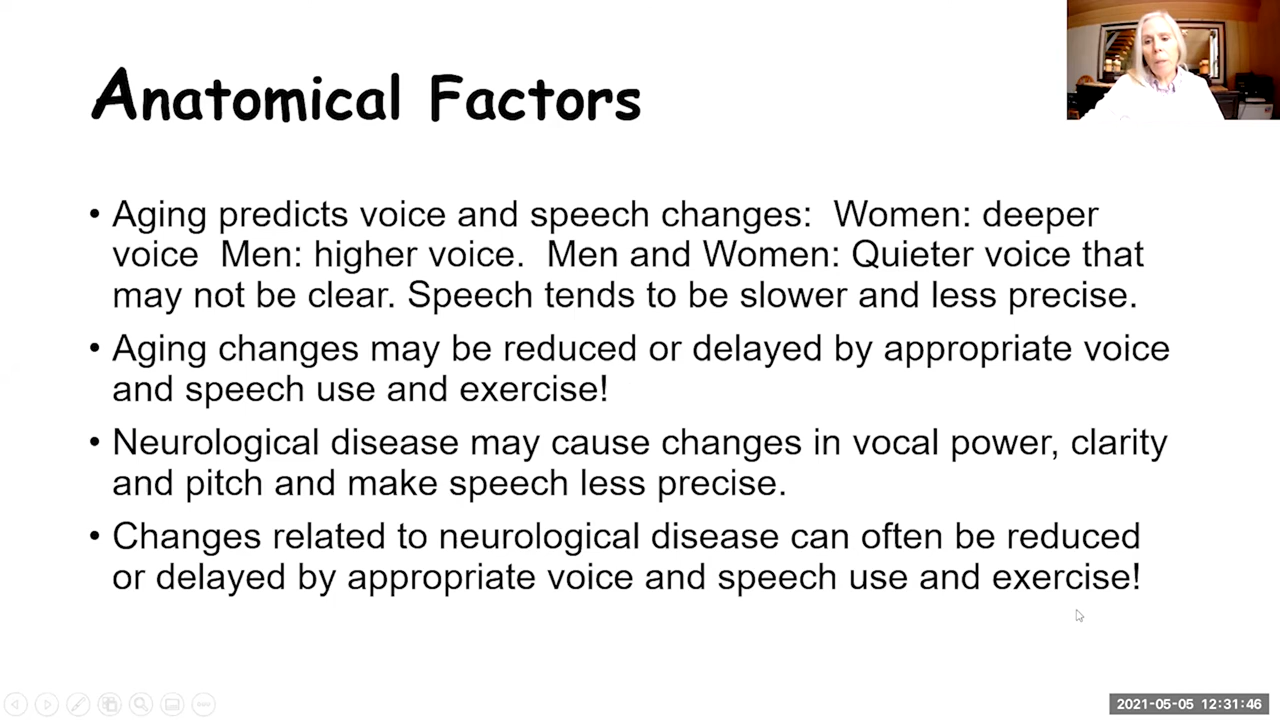 Anatomical Factors
• Aging predicts voice and speech changes:  Women: deeper
voice  Men: higher voice.  Men and Women: Quieter voice that
may not be clear. Speech tends to be slower and less precise.
• Aging changes may be reduced or delayed by appropriate voice
and speech use and exercise!
• Neurological disease may cause changes in vocal power, clarity
and pitch and make speech less precise.
• Changes related to neurological disease can often be reduced
or delayed by appropriate voice and speech use and exercise!
2021-05-05 12:31:46